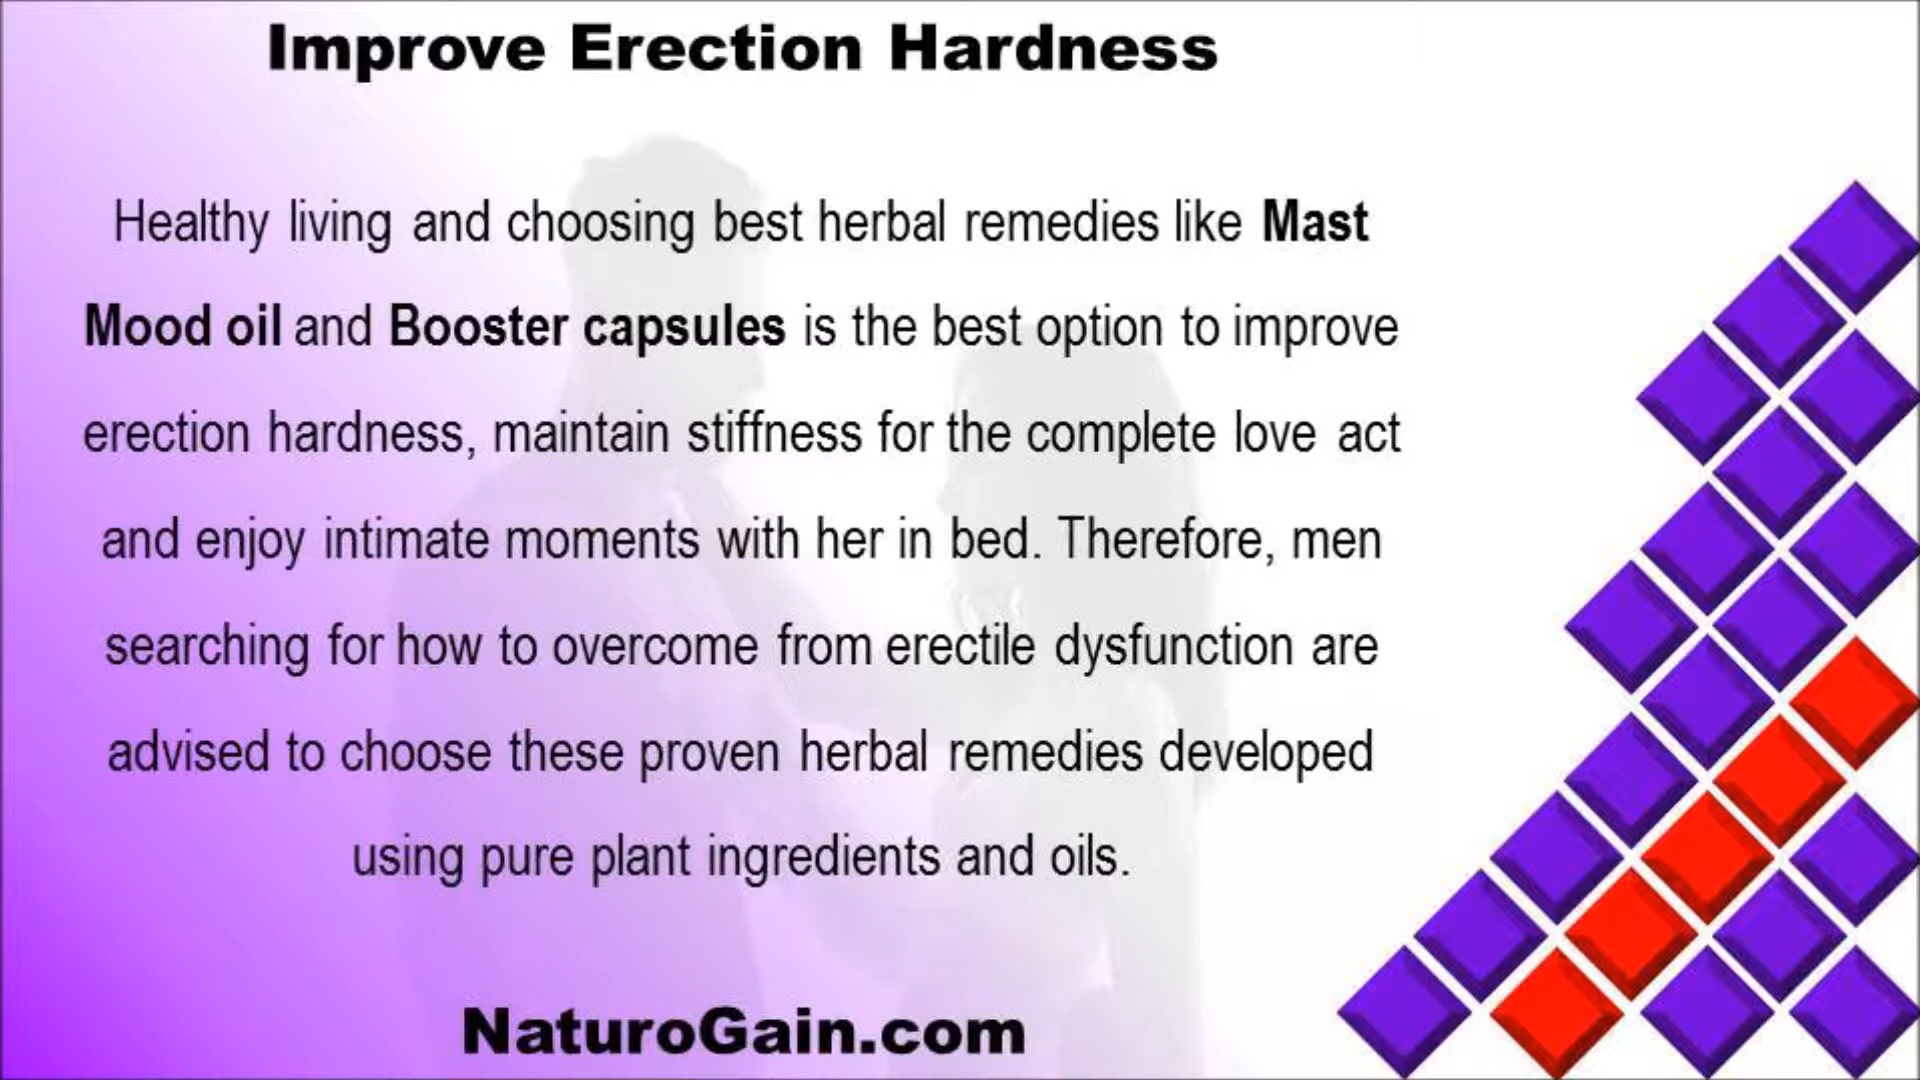 Improve Erection Hardness
Healthy living and choosing best herbal remedies like Mast
Mood oil and Booster capsules is the best option to improve
erection hardness, maintain stiffness for the complete love act
and enjoy intimate moments with her in bed. Therefore, men
searching for how to overcome from erectile dysfunction are
advised to choose these proven herbal remedies developed
using pure plant ingredients and oils.
NaturoGain.com